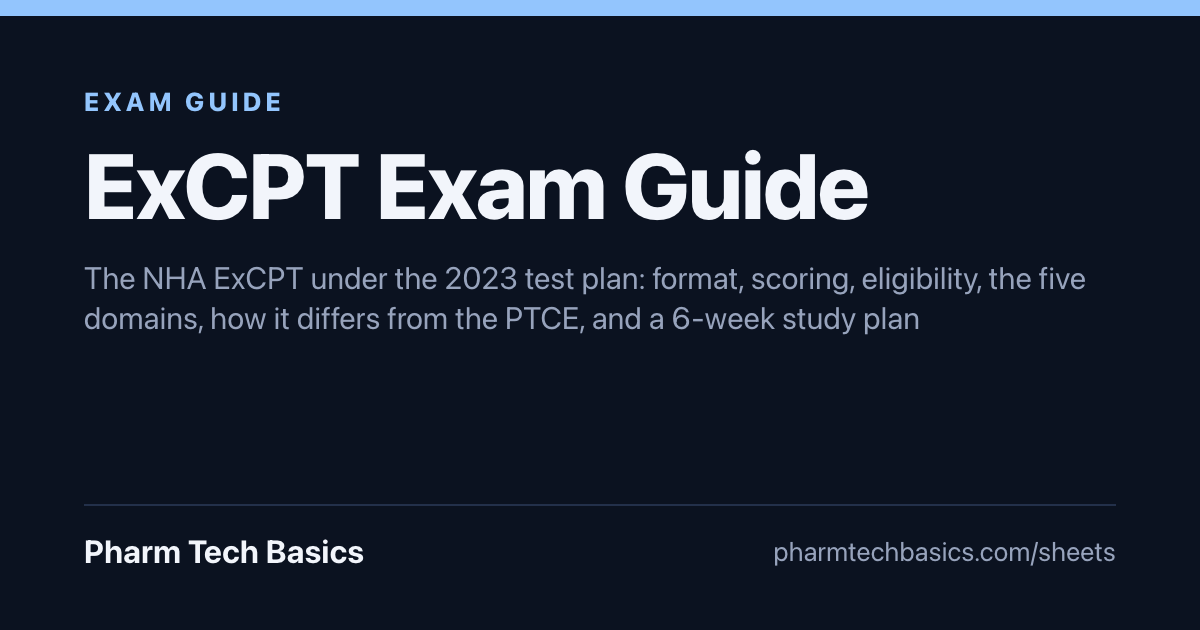 EXAM GUIDE
ExCPT Exam Guide
The NHA ExCPT under the 2023 test plan: format, scoring, eligibility, the five
domains, how it differs from the PTCE, and a 6-week study plan
Pharm Tech Basics
pharmtechbasics.com/sheets